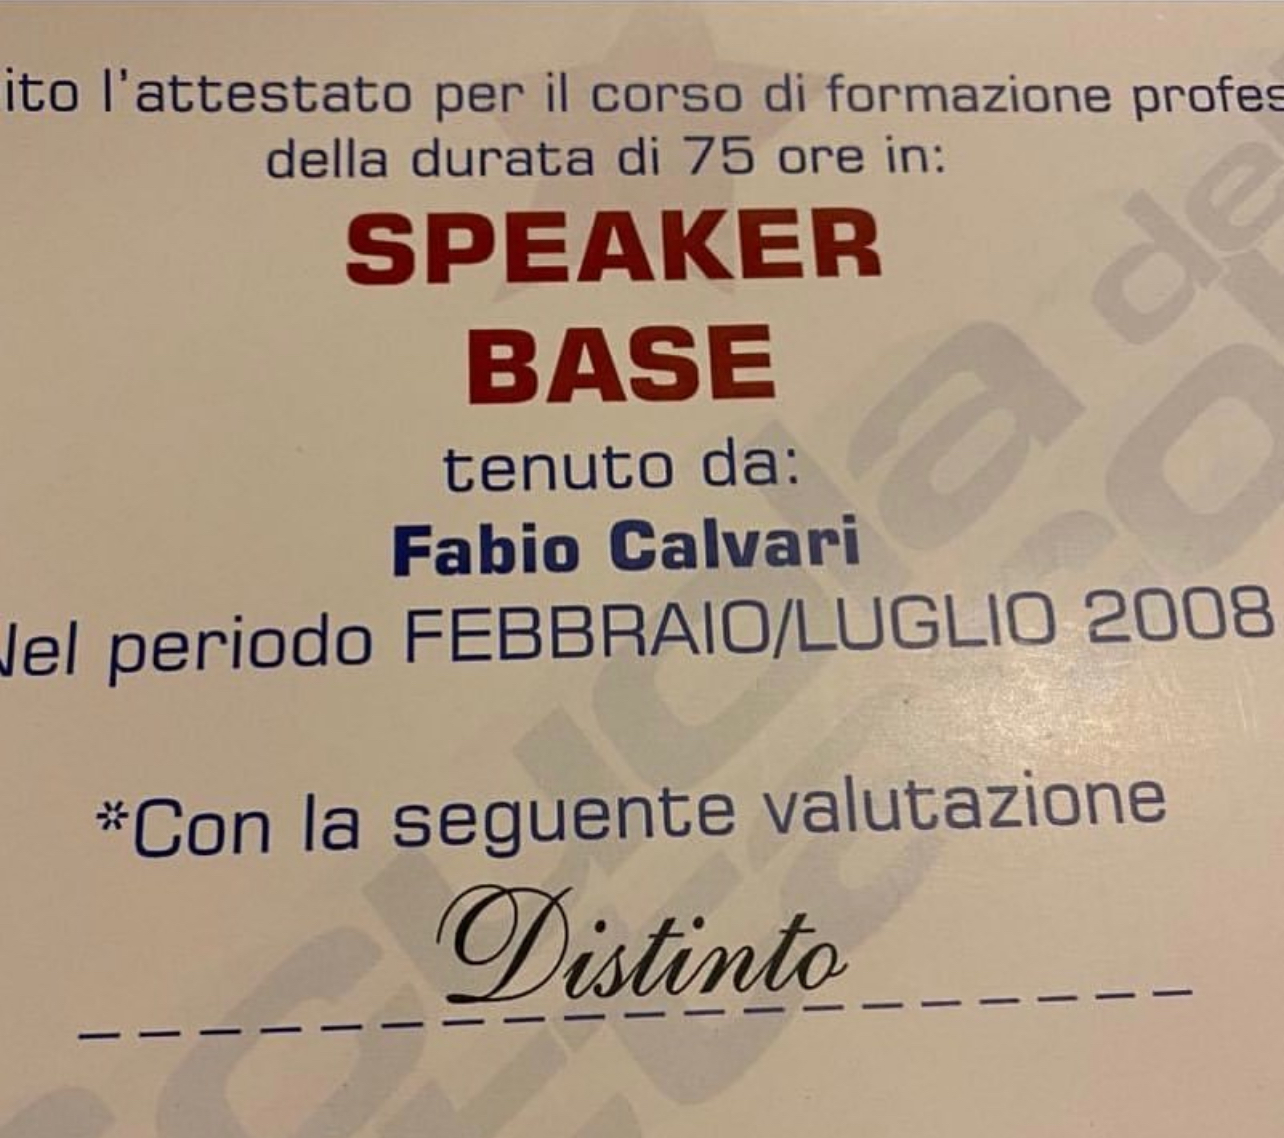 ito l'attestato per il corso di formazione profes
della durata di 75 ore in:
SPEAKER
BASE
tenuto da:
Fabio Calvari
Nel periodo FEBBRAIO/LUGLIO 2008
*Con la seguente valutazione
Distinto